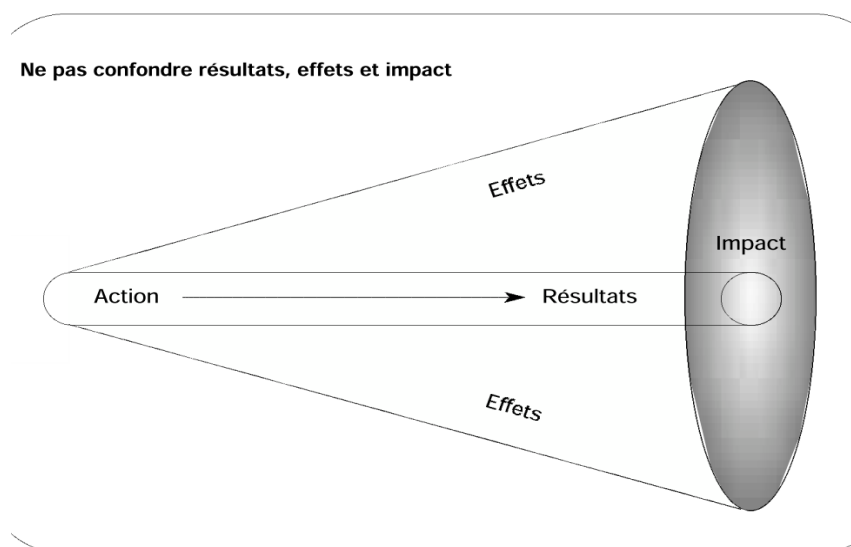 Ne pas confondre résultats, effets et impact
Effets
Impact
Action
Résultats
Effets